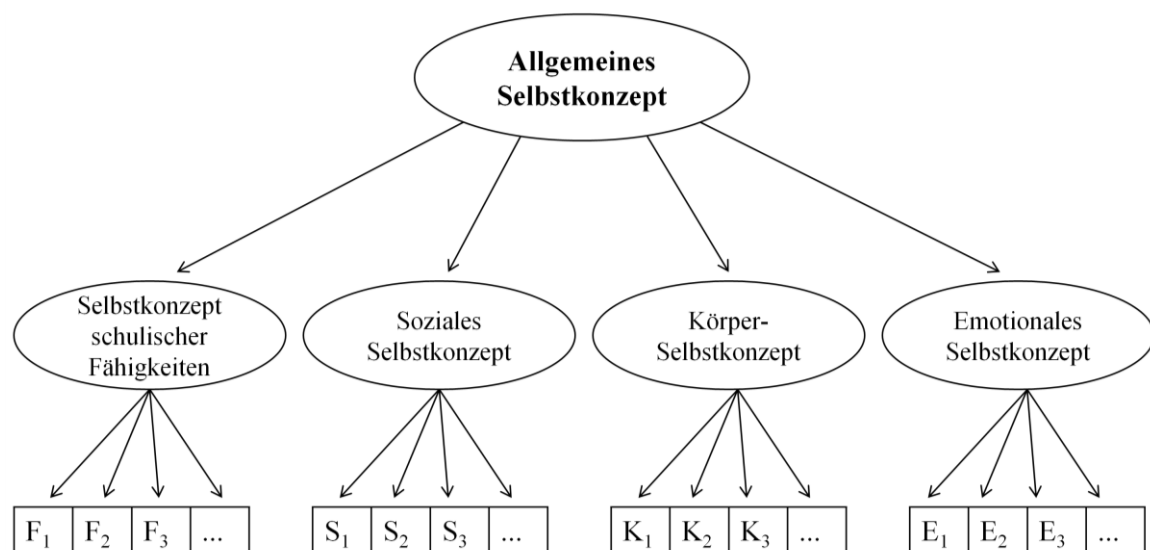 Allgemeines
Selbstkonzept
Selbstkonzept
schulischer
Fähigkeiten
Soziales
Selbstkonzept
Körper-
Selbstkonzept
Emotionales
Selbstkonzept
F₁ F₂ F₃ ...
S₁ S₂ S₃ ...
K₁ K₂ K₃ ...
E₁ E₂ E₃ ...